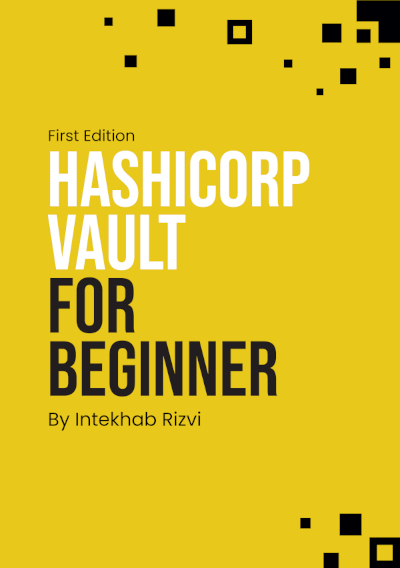 First Edition
HASHICORP
VAULT
FOR
BEGINNER
By Intekhab Rizvi